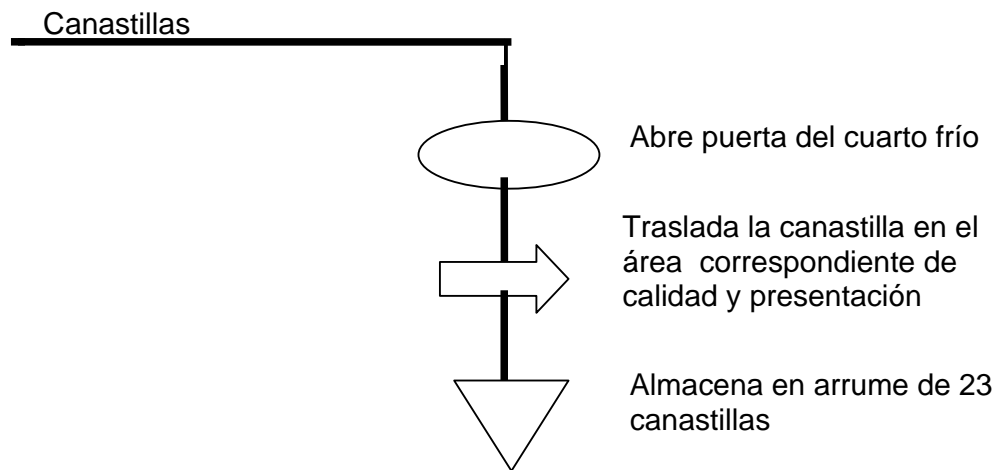 Canastillas
Abre puerta del cuarto frío
Traslada la canastilla en el
área correspondiente de
calidad y presentación
Almacena en arrume de 23
canastillas